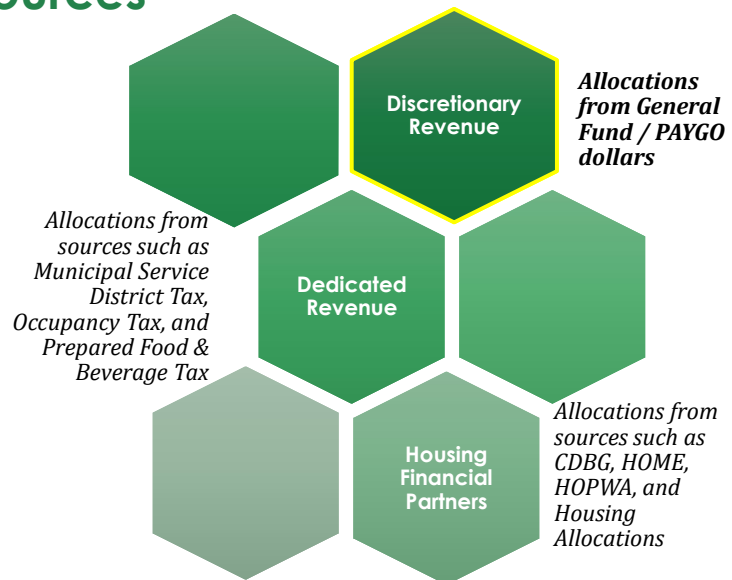 ources
Discretionary
Revenue
Allocations
from General
Fund / PAYGO
dollars
Allocations from
sources such as
Municipal Service
District Tax,
Occupancy Tax, and
Prepared Food &
Beverage Tax
Dedicated
Revenue
Housing
Financial
Partners
Allocations from
sources such as
CDBG, HOME,
HOPWA, and
Housing
Allocations